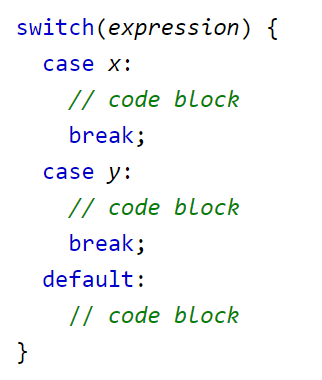 switch(expression) {
  case x:
    // code block
    break;
  case y:
    // code block
    break;
  default:
    // code block
}